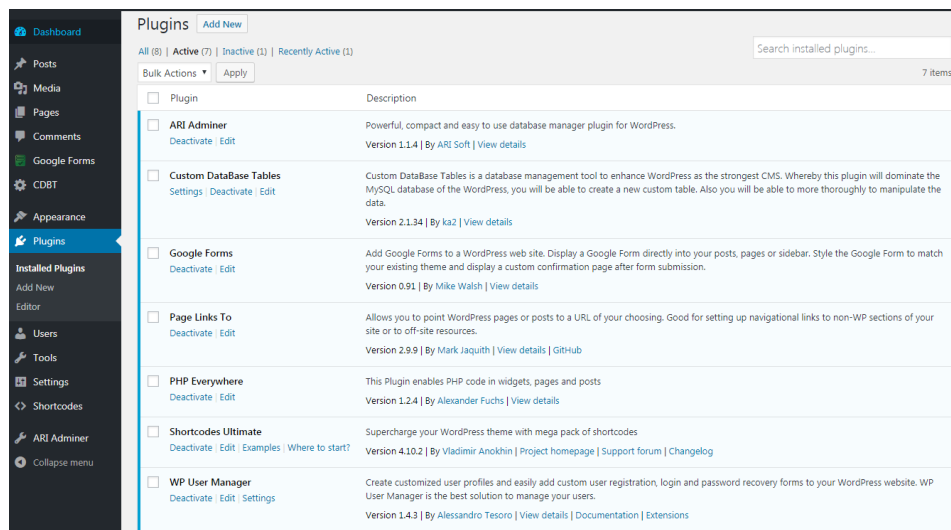 Dashboard
Posts
Media
Pages
Comments
Google Forms
CDBT
Appearance
Plugins
Installed Plugins
Add New
Editor
Users
Tools
Settings
Shortcodes
ARI Adminer
Collapse menu
Plugins Add New
All (8) | Active (7) | Inactive (1) | Recently Active (1)
Search installed plugins...
Bulk Actions Apply
7 items
Plugin Description
ARI Adminer
Deactivate | Edit
Powerful, compact and easy to use database manager plugin for WordPress.
Version 1.1.4 | By ARI Soft | View details
Custom DataBase Tables
Settings | Deactivate | Edit
Custom DataBase Tables is a database management tool to enhance WordPress as the strongest CMS. Whereby this plugin will dominate the
MySQL database of the WordPress, you will be able to create a new custom table. Also you will be able to more thoroughly to manipulate the
data.
Version 2.1.34 | By ka2 | View details
Google Forms
Deactivate | Edit
Add Google Forms to a WordPress web site. Display a Google Form directly into your posts, pages or sidebar. Style the Google Form to match
your existing theme and display a custom confirmation page after form submission.
Version 0.91 | By Mike Walsh | View details
Page Links To
Deactivate | Edit
Allows you to point WordPress pages or posts to a URL of your choosing. Good for setting up navigational links to non-WP sections of your
site or to off-site resources.
Version 2.9.9 | By Mark Jaquith | View details | GitHub
PHP Everywhere
Deactivate | Edit
This Plugin enables PHP code in widgets, pages and posts
Version 1.2.4 | By Alexander Fuchs | View details
Shortcodes Ultimate
Deactivate | Edit | Examples | Where to start?
Supercharge your WordPress theme with mega pack of shortcodes
Version 4.10.2 | By Vladimir Anokhin | Project homepage | Support forum | Changelog
WP User Manager
Deactivate | Edit | Settings
Create customized user profiles and easily add custom user registration, login and password recovery forms to your WordPress website. WP
User Manager is the best solution to manage your users.
Version 1.4.3 | By Alessandro Tesoro | View details | Documentation | Extensions